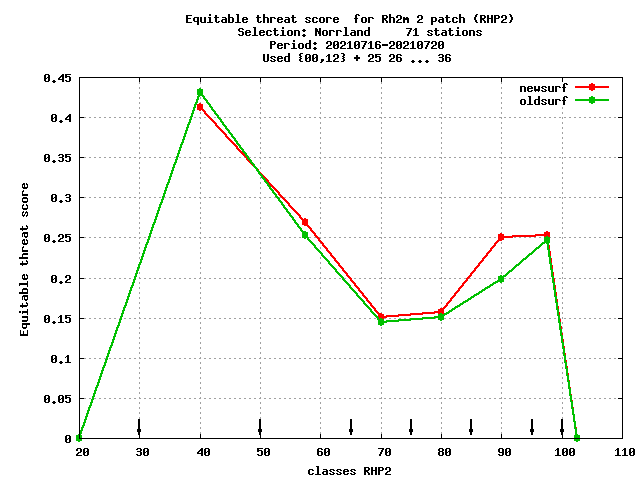 Equitable threat score  for Rh2m 2 patch (RHP2)
Selection: Norrland     71 stations
Period: 20210716-20210720
Used {00,12} + 25 26 ... 36
newsurf
oldsurf
Equitable threat score
0.45
0.4
0.35
0.3
0.25
0.2
0.15
0.1
0.05
0
20 30 40 50 60 70 80 90 100 110
classes RHP2